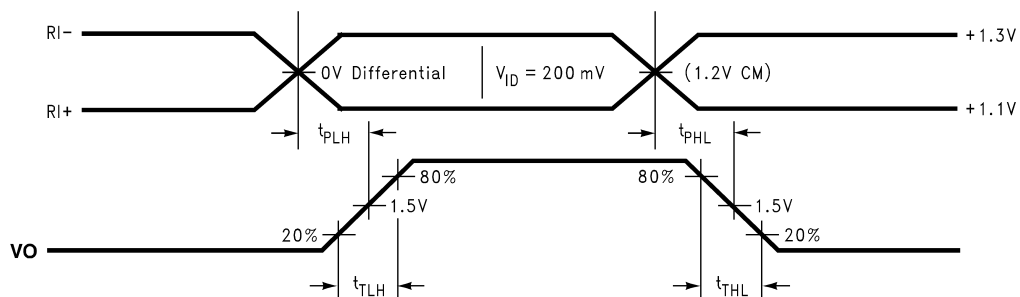 RI-
+1.3V
0V Differential
V_ID = 200 mV
(1.2V CM)
RI+
+1.1V
t_PLH
t_PHL
80%
80%
1.5V
1.5V
20%
20%
VO
t_TLH
t_THL